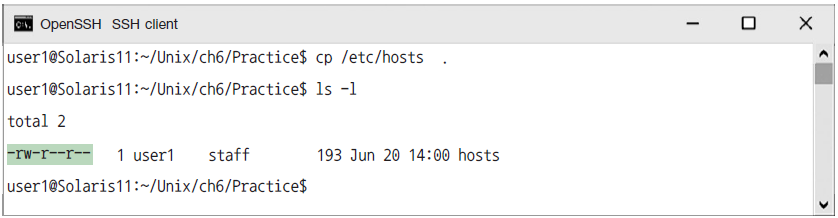 OpenSSH SSH client
user1@Solaris11:~/Unix/ch6/Practice$ cp /etc/hosts .
user1@Solaris11:~/Unix/ch6/Practice$ ls -l
total 2
-rw-r--r-- 1 user1 staff 193 Jun 20 14:00 hosts
user1@Solaris11:~/Unix/ch6/Practice$